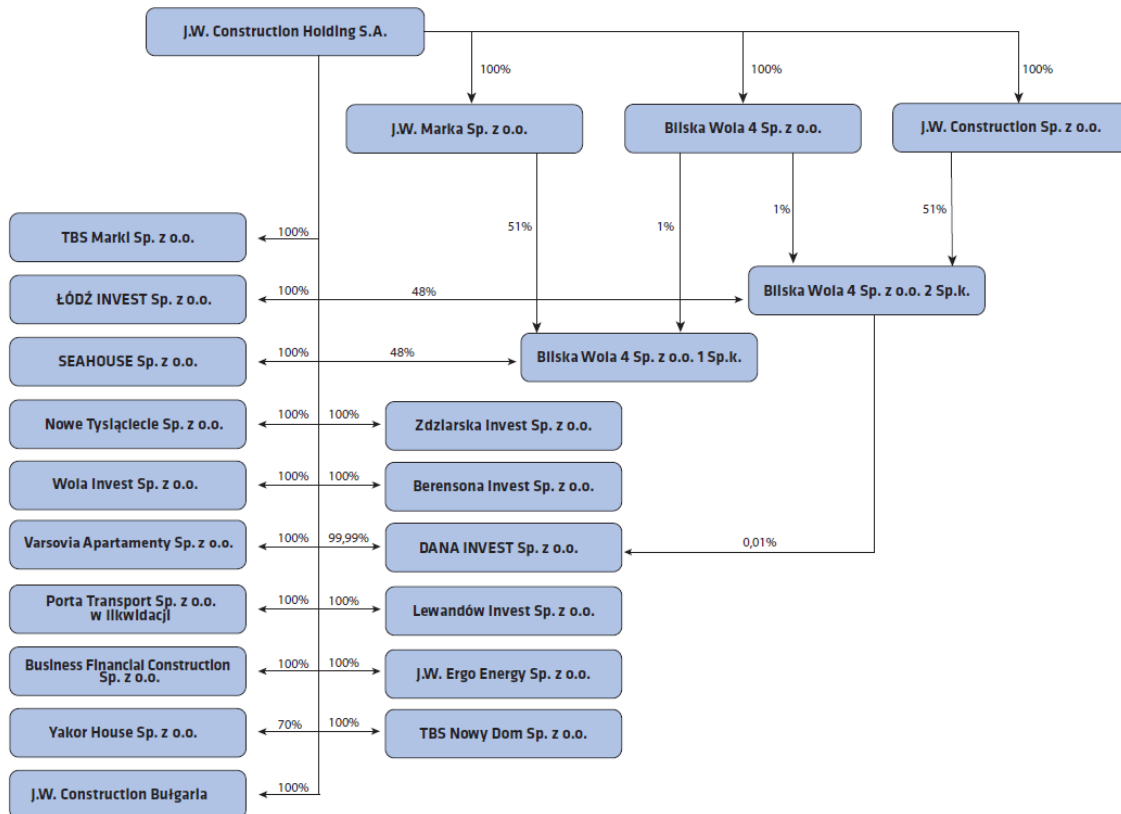 J.W. Construction Holding S.A.
100%
100%
100%
J.W. Marka Sp. z o.o.
Bliska Wola 4 Sp. z o.o.
J.W. Construction Sp. z o.o.
51%
1%
1%
51%
TBS Marki Sp. z o.o.
100%
ŁÓDŹ INVEST Sp. z o.o.
100%
48%
Bliska Wola 4 Sp. z o.o. 2 Sp.k.
SEAHOUSE Sp. z o.o.
100%
48%
Bliska Wola 4 Sp. z o.o. 1 Sp.k.
Nowe Tysiąclecie Sp. z o.o.
100%
100%
Zdziarska Invest Sp. z o.o.
Wola Invest Sp. z o.o.
100%
100%
Berensona Invest Sp. z o.o.
Varsovia Apartamenty Sp. z o.o.
100%
99,99%
DANA INVEST Sp. z o.o.
0,01%
Porta Transport Sp. z o.o.
w likwidacji
100%
100%
Lewandów Invest Sp. z o.o.
Business Financial Construction
Sp. z o.o.
100%
100%
J.W. Ergo Energy Sp. z o.o.
Yakor House Sp. z o.o.
70%
100%
TBS Nowy Dom Sp. z o.o.
J.W. Construction Bułgaria
100%